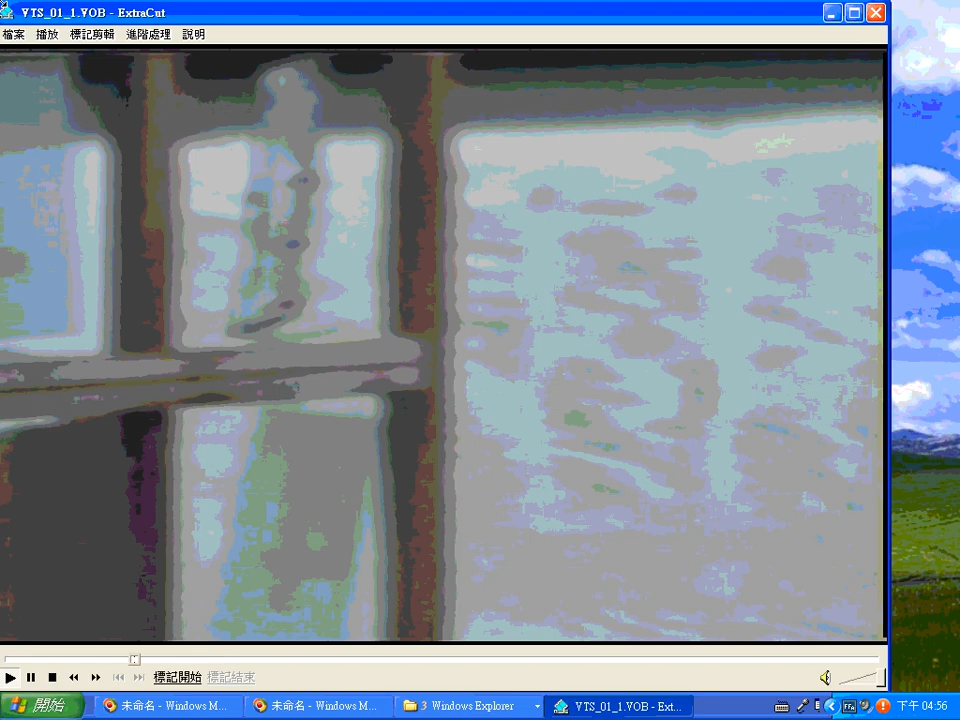 VTS_01_1.VOB - ExtraCut
檔案 播放 標記剪輯 進階處理 說明
標記開始 標記結束
開始 未命名 - Windows M... 未命名 - Windows M... 3 Windows Explorer VTS_01_1.VOB - Ext... 下午 04:56